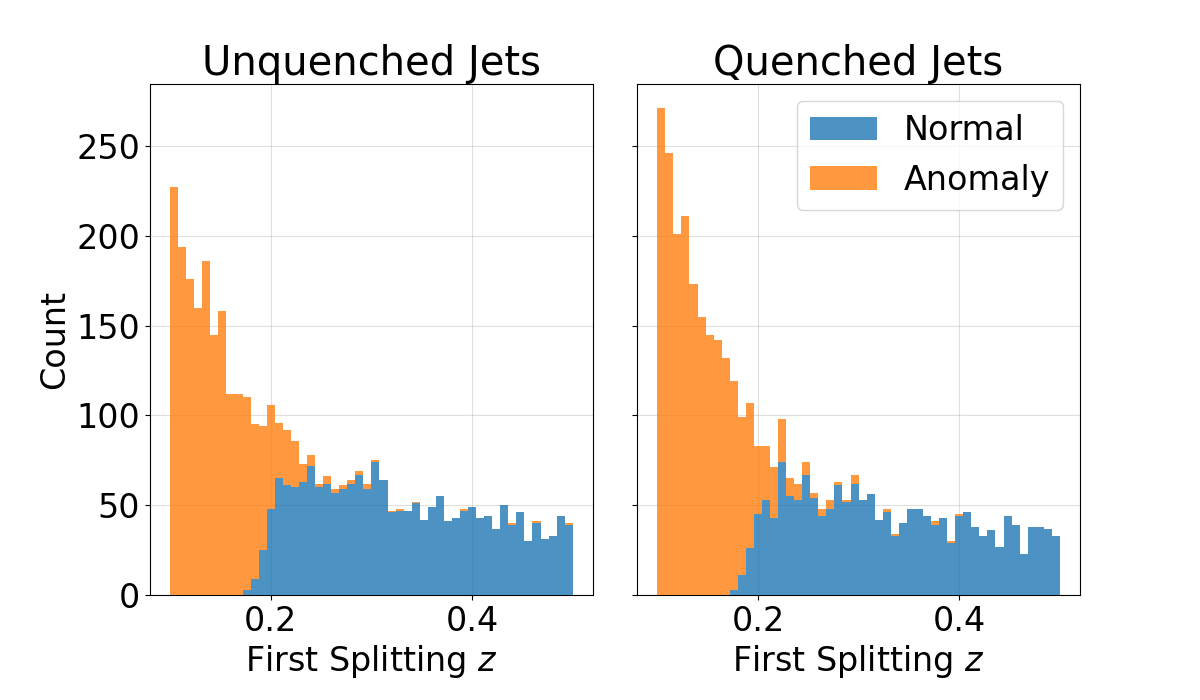 Unquenched Jets
Quenched Jets
Normal
Anomaly
Count
250
200
150
100
50
0
0.2
0.4
0.2
0.4
First Splitting z
First Splitting z